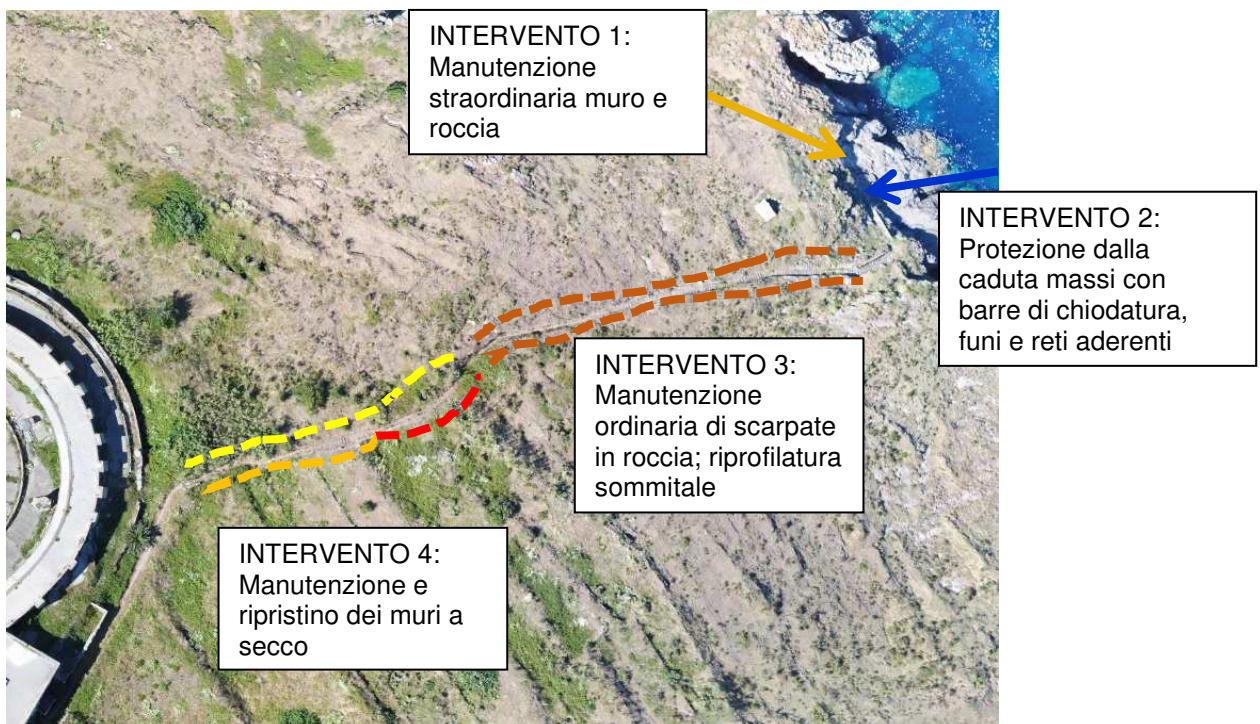 INTERVENTO 1:
Manutenzione
straordinaria muro e
roccia
INTERVENTO 2:
Protezione dalla
caduta massi con
barre di chiodatura,
funi e reti aderenti
INTERVENTO 3:
Manutenzione
ordinaria di scarpate
in roccia; riprofilatura
sommitale
INTERVENTO 4:
Manutenzione e
ripristino dei muri a
secco